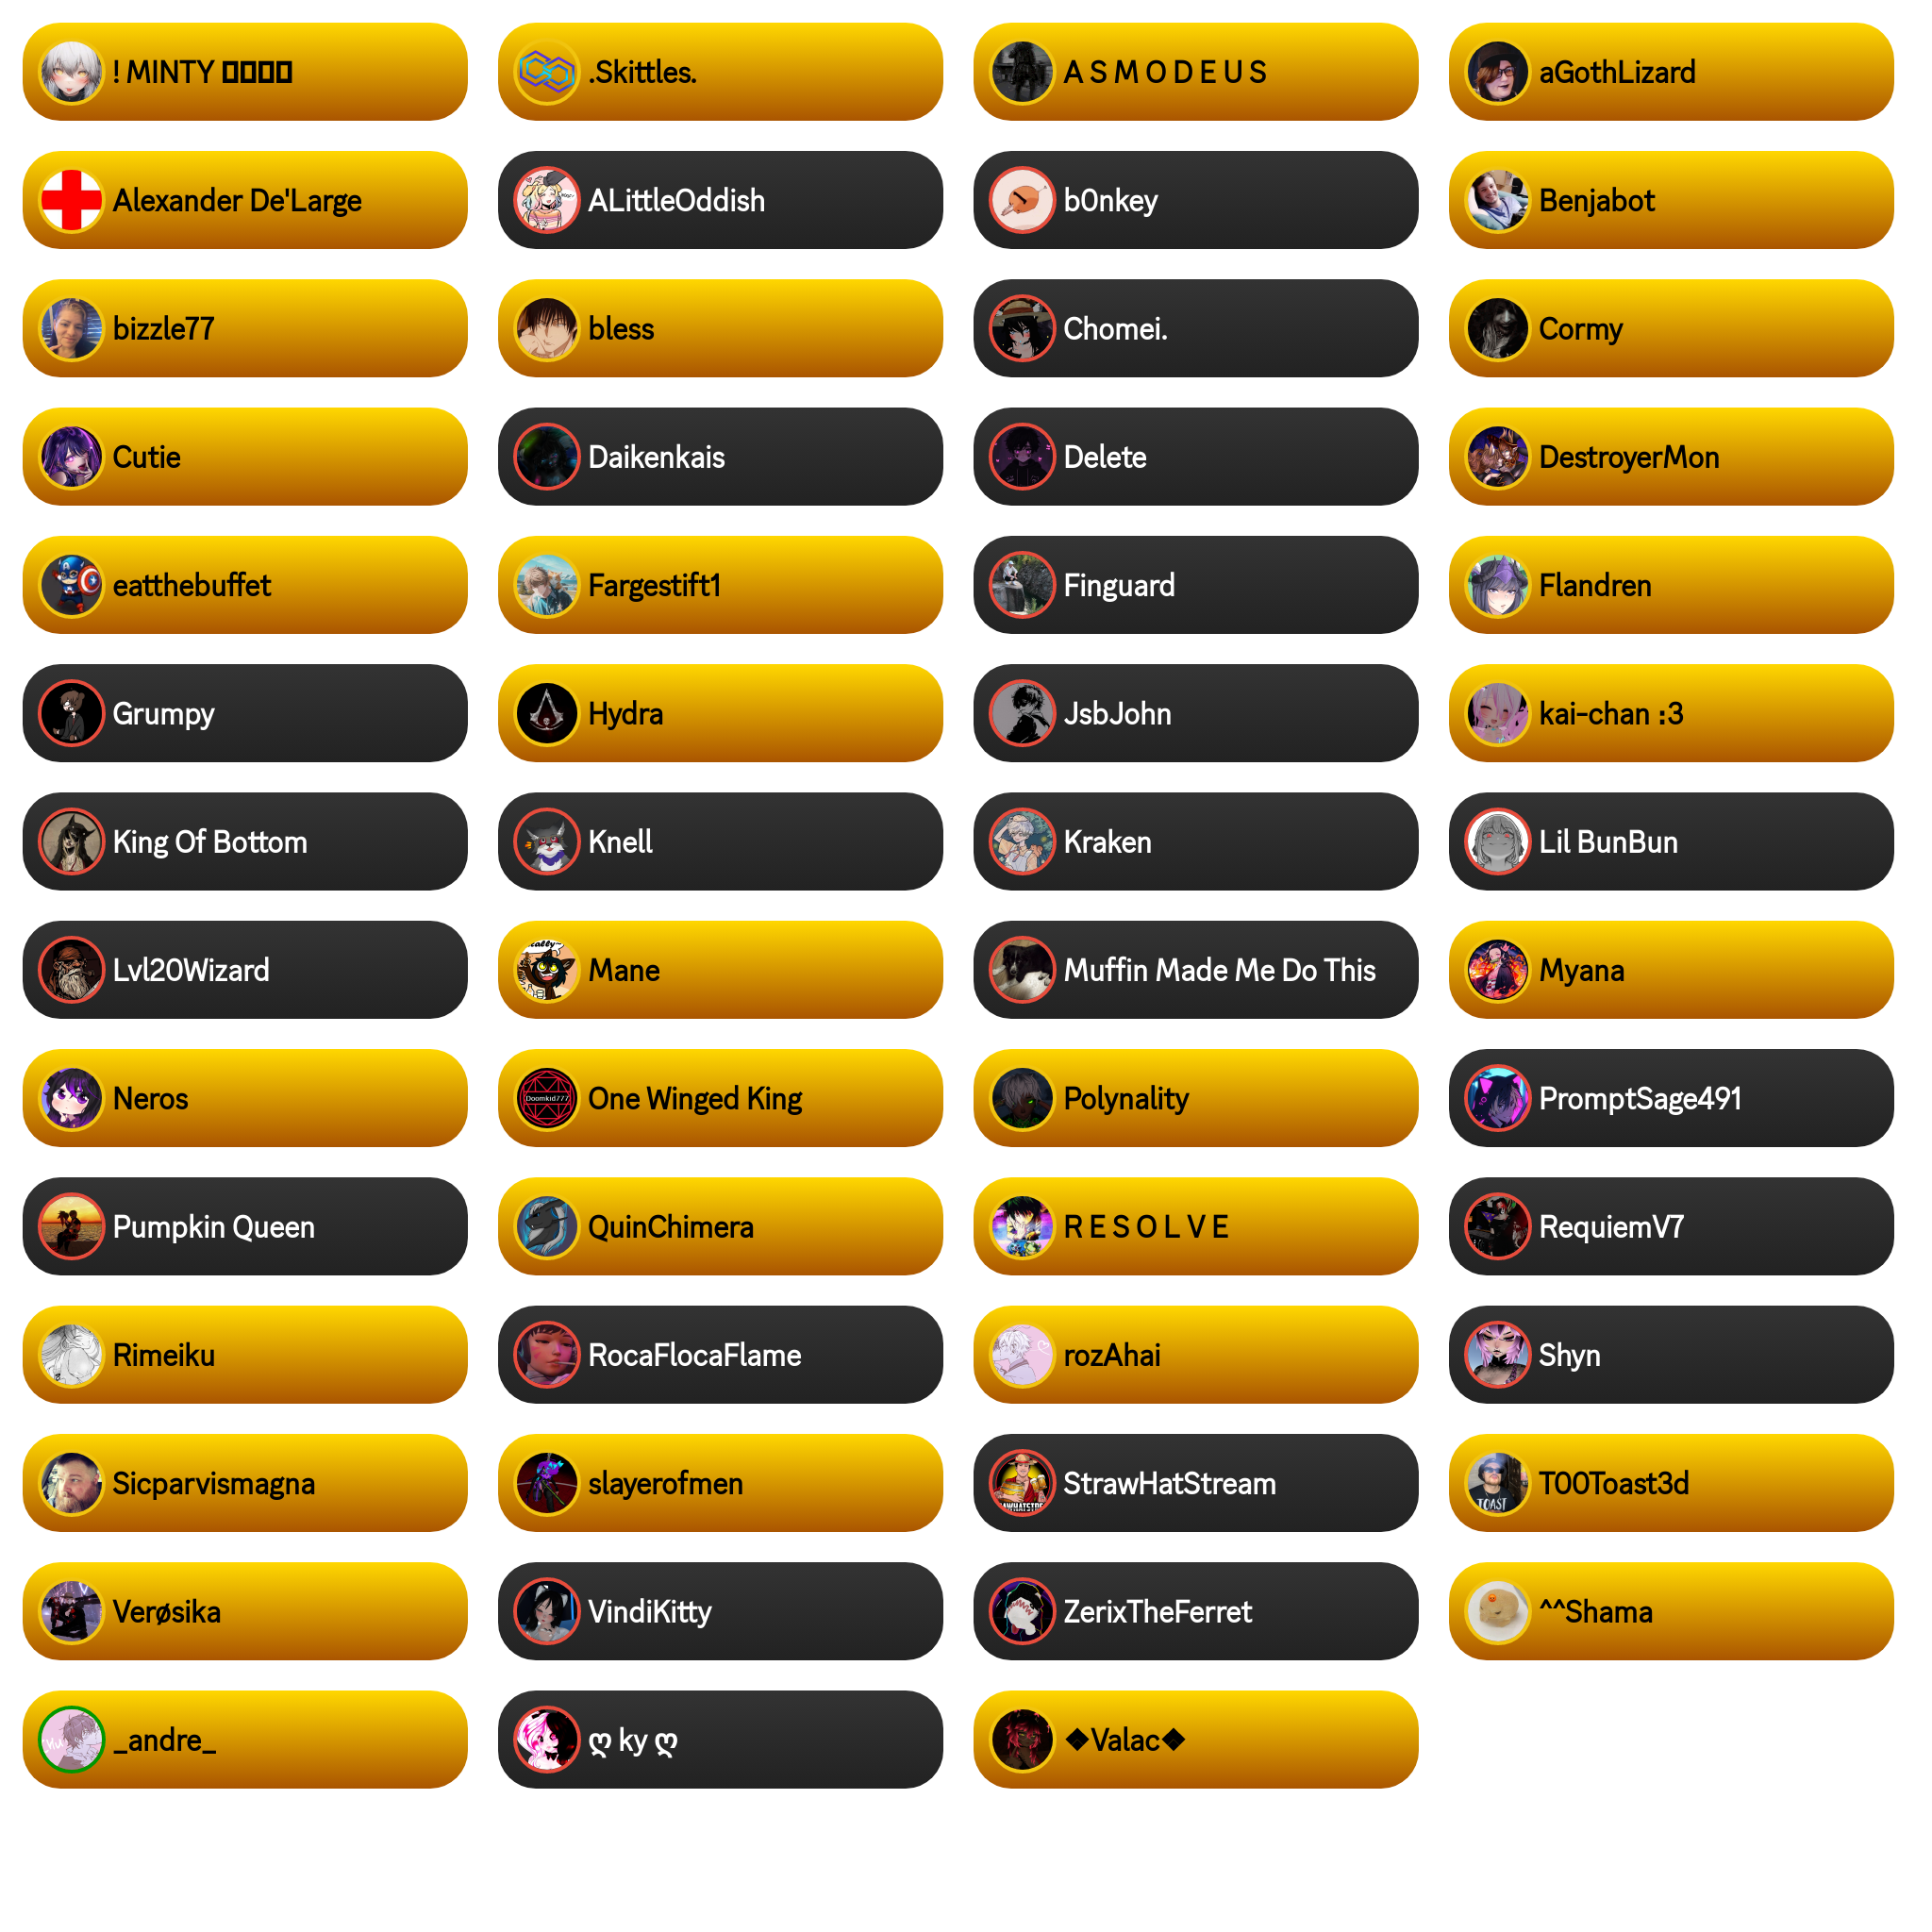 ! MINTY
.Skittles.
A S M O D E U S
aGothLizard
Alexander De'Large
ALittleOddish
b0nkey
Benjabot
bizzle77
bless
Chomei.
Cormy
Cutie
Daikenkais
Delete
DestroyerMon
eatthebuffet
Fargestift1
Finguard
Flandren
Grumpy
Hydra
JsbJohn
kai-chan :3
King Of Bottom
Knell
Kraken
Lil BunBun
Lvl20Wizard
Mane
Muffin Made Me Do This
Myana
Neros
Doomkid777
One Winged King
Polynality
PromptSage491
Pumpkin Queen
QuinChimera
R E S O L V E
RequiemV7
Rimeiku
RocaFlocaFlame
rozAhai
Shyn
Sicparvismagna
slayerofmen
StrawHatStream
TOAST
T00Toast3d
Verøsika
VindiKitty
ZerixTheFerret
^^Shama
_andre_
ღ ky ღ
❖Valac❖